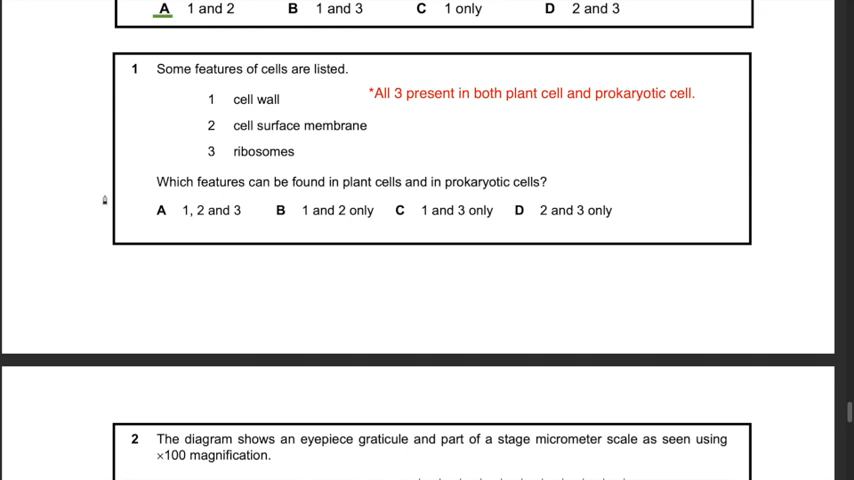 A 1 and 2 B 1 and 3 C 1 only D 2 and 3
1 Some features of cells are listed.
1 cell wall *All 3 present in both plant cell and prokaryotic cell.
2 cell surface membrane
3 ribosomes
Which features can be found in plant cells and in prokaryotic cells?
A 1, 2 and 3 B 1 and 2 only C 1 and 3 only D 2 and 3 only
2 The diagram shows an eyepiece graticule and part of a stage micrometer scale as seen using
×100 magnification.